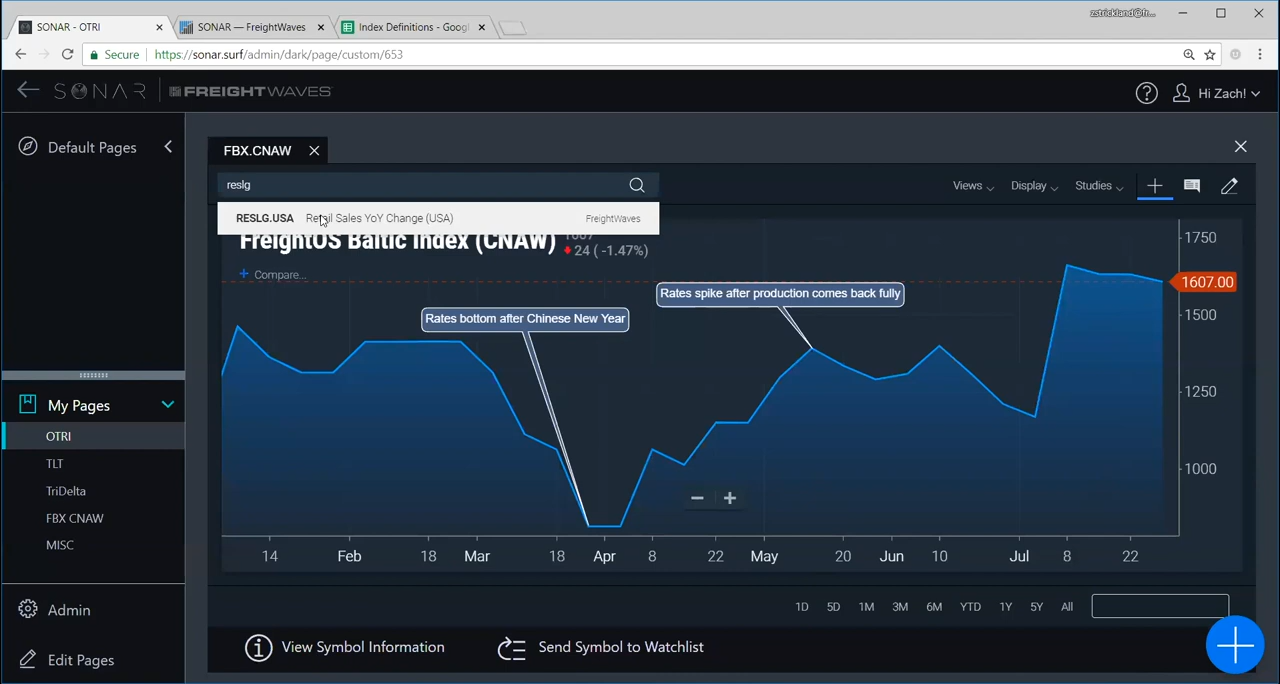 zstrickland@fr...
SONAR - OTRI
SONAR — FreightWaves
Index Definitions - Goog
Secure
https://sonar.surf/admin/dark/page/custom/653
SONAR
FREIGHTWAVES
Hi Zach!
Default Pages
FBX.CNAW
reslg
Views
Display
Studies
RESLG.USA Retail Sales YoY Change (USA) FreightWaves
FreightOS Baltic Index (CNAW)
1607
24 ( -1.47%)
Compare...
1750
1607.00
1500
1250
1000
Rates bottom after Chinese New Year
Rates spike after production comes back fully
14 Feb 18 Mar 18 Apr 8 22 May 20 Jun 10 Jul 8 22
My Pages
OTRI
TLT
TriDelta
FBX CNAW
MISC
1D 5D 1M 3M 6M YTD 1Y 5Y All
Admin
Edit Pages
View Symbol Information
Send Symbol to Watchlist